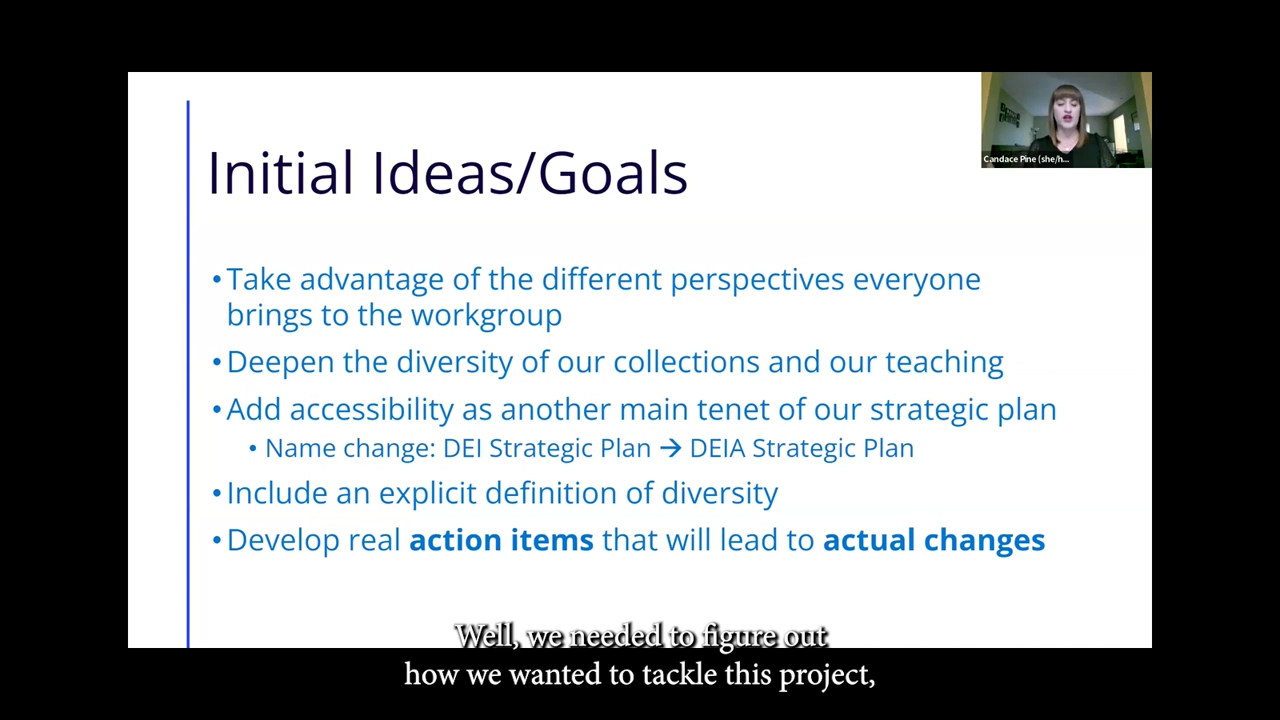 Candace Pine (she/h...
Initial Ideas/Goals
• Take advantage of the different perspectives everyone
brings to the workgroup
• Deepen the diversity of our collections and our teaching
• Add accessibility as another main tenet of our strategic plan
• Name change: DEI Strategic Plan → DEIA Strategic Plan
• Include an explicit definition of diversity
• Develop real action items that will lead to actual changes
Well, we needed to figure out
how we wanted to tackle this project,